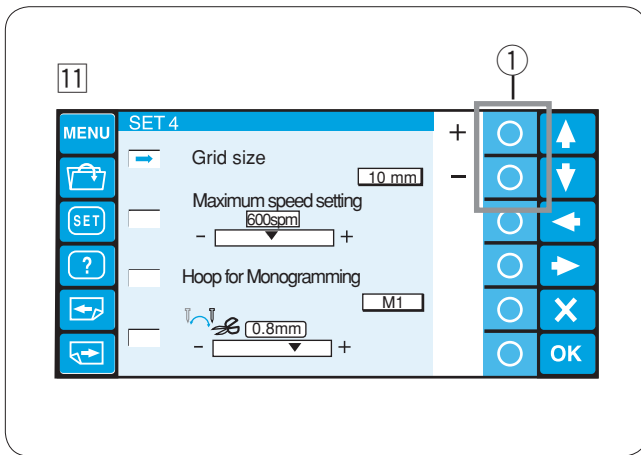 11
1
MENU
SET 4
+
Grid size
10 mm
−
Maximum speed setting
SET
600spm
- +
?
Hoop for Monogramming
M1
X
0.8mm
- +
OK